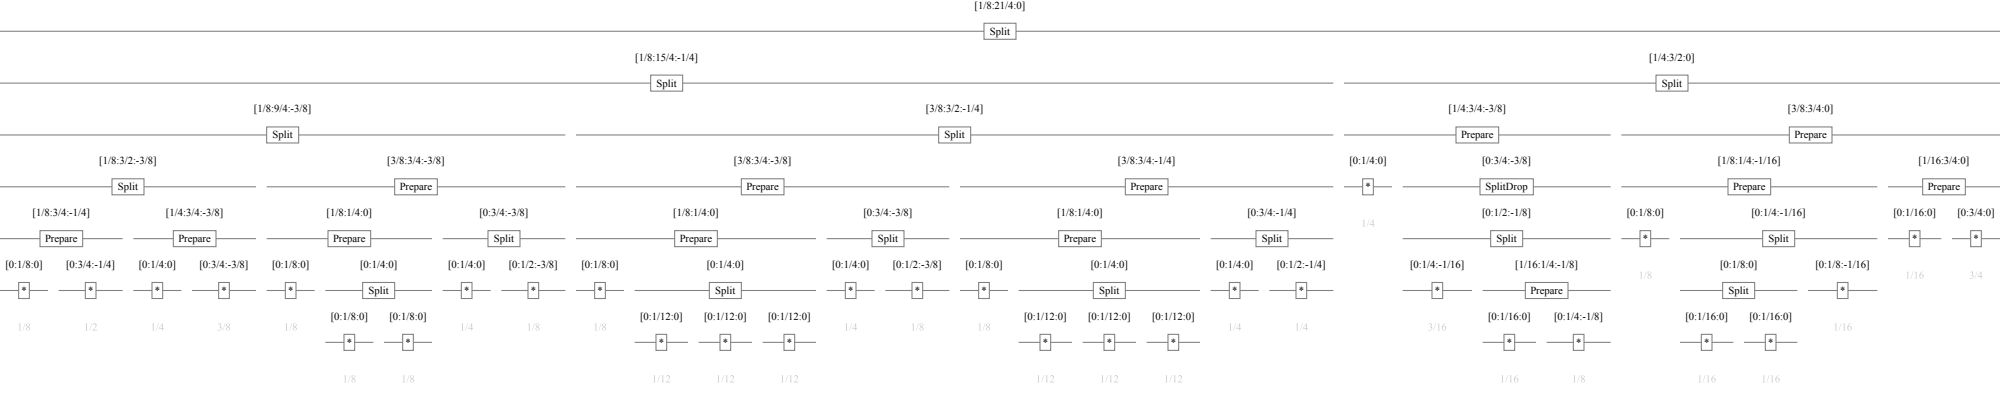 [1/8:21/4:0]
Split
[1/8:15/4:-1/4] [1/4:3/2:0]
Split Split
[1/8:9/4:-3/8] [3/8:3/2:-1/4] [1/4:3/4:-3/8] [3/8:3/4:0]
Split Split Prepare Prepare
[1/8:3/2:-3/8] [3/8:3/4:-3/8] [3/8:3/4:-3/8] [3/8:3/4:-1/4] [0:1/4:0] [0:3/4:-3/8] [1/8:1/4:-1/16] [1/16:3/4:0]
Split Prepare Prepare Prepare * SplitDrop Prepare Prepare
[1/8:3/4:-1/4] [1/4:3/4:-3/8] [1/8:1/4:0] [0:3/4:-3/8] [1/8:1/4:0] [0:3/4:-3/8] [1/8:1/4:0] [0:3/4:-1/4] 1/4 [0:1/2:-1/8] [0:1/8:0] [0:1/4:-1/16] [0:1/16:0] [0:3/4:0]
Prepare Prepare Prepare Split Prepare Split Prepare Split Split * Split * *
[0:1/8:0] [0:3/4:-1/4] [0:1/4:0] [0:3/4:-3/8] [0:1/8:0] [0:1/4:0] [0:1/4:0] [0:1/2:-3/8] [0:1/8:0] [0:1/4:0] [0:1/4:0] [0:1/2:-3/8] [0:1/8:0] [0:1/4:0] [0:1/4:0] [0:1/2:-1/4] [0:1/4:-1/16] [1/16:1/4:-1/8] 1/8 [0:1/8:0] [0:1/8:-1/16] 1/16 3/4
* * * * * Split * * * Split * * * Split * * * Prepare Split *
1/8 1/2 1/4 3/8 1/8 [0:1/8:0] [0:1/8:0] 1/4 1/8 1/8 [0:1/12:0] [0:1/12:0] [0:1/12:0] 1/4 1/8 1/8 [0:1/12:0] [0:1/12:0] [0:1/12:0] 1/4 1/4 3/16 [0:1/16:0] [0:1/4:-1/8] [0:1/16:0] [0:1/16:0] 1/16
* * * * * * * * * * * *
1/8 1/8 1/12 1/12 1/12 1/12 1/12 1/12 1/16 1/8 1/16 1/16